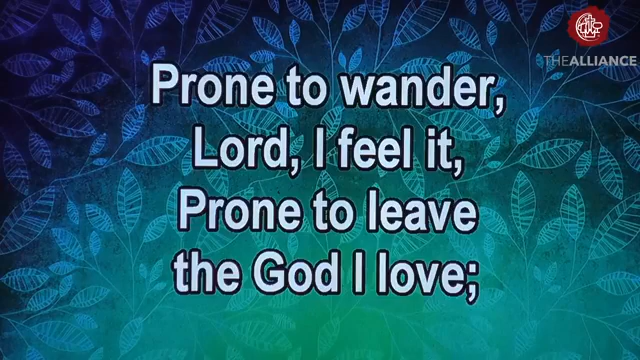 THEALLIANCE
Prone to wander,
Lord, I feel it,
Prone to leave
the God I love;